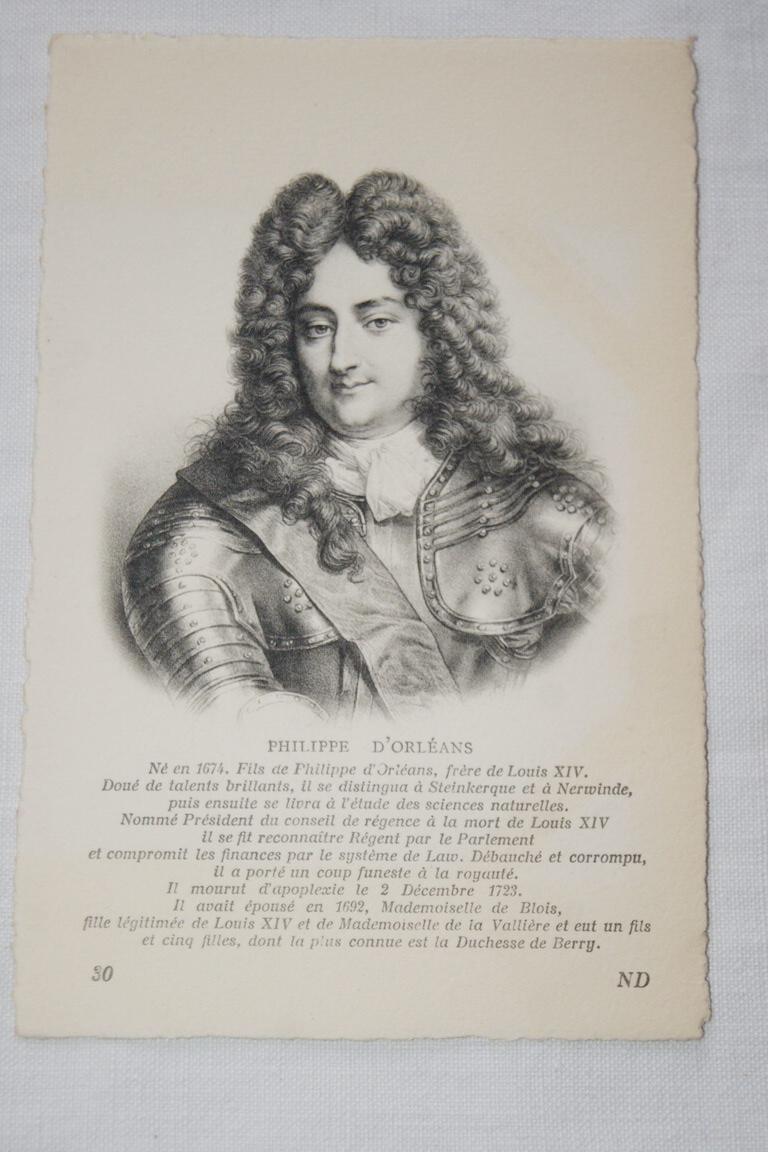 PHILIPPE D'ORLÉANS
Né en 1674. Fils de Philippe d'Orléans, frère de Louis XIV.
Doué de talents brillants, il se distingua à Steinkerque et à Nerwinde,
puis ensuite se livra à l'étude des sciences naturelles.
Nommé Président du conseil de régence à la mort de Louis XIV
il se fit reconnaître Régent par le Parlement
et compromit les finances par le système de Law. Débauché et corrompu,
il a porté un coup funeste à la royauté.
Il mourut d'apoplexie le 2 Décembre 1723.
Il avait épousé en 1692, Mademoiselle de Blois,
fille légitimée de Louis XIV et de Mademoiselle de la Vallière et eut un fils
et cinq filles, dont la plus connue est la Duchesse de Berry.
30 ND